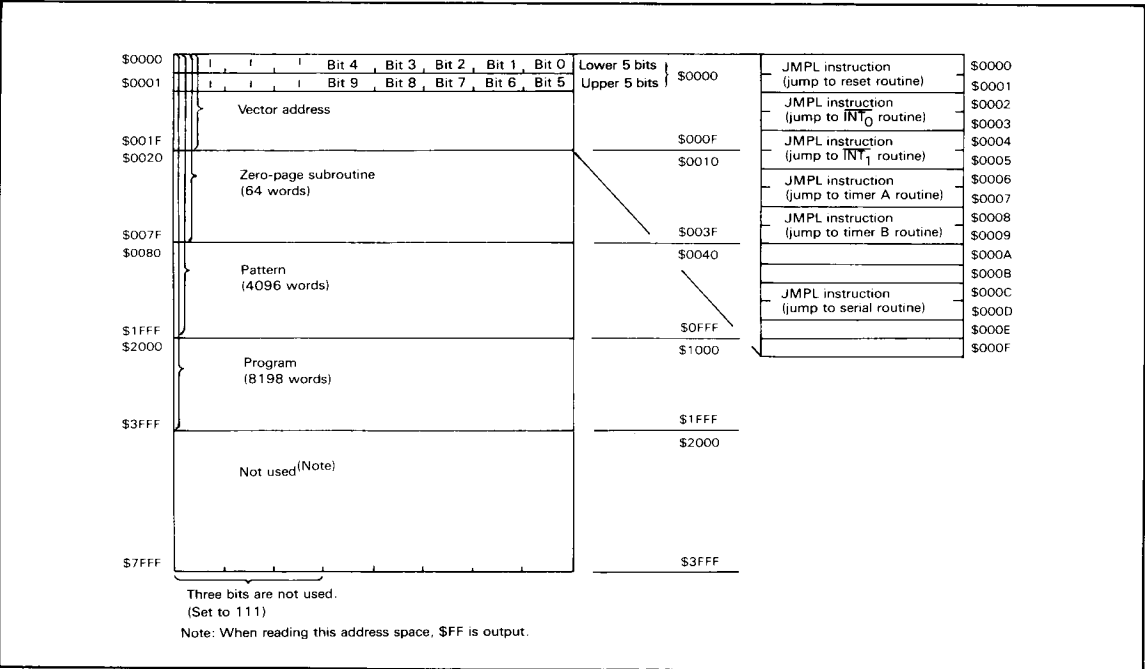 $0000 Bit 4 Bit 3 Bit 2 Bit 1 Bit 0 Lower 5 bits
$0001 Bit 9 Bit 8 Bit 7 Bit 6 Bit 5 Upper 5 bits
$0000
Vector address
$001F $000F
$0020 $0010
Zero-page subroutine
(64 words)
$007F $003F
$0080 $0040
Pattern
(4096 words)
$1FFF $0FFF
$2000 $1000
Program
(8198 words)
$3FFF $1FFF
$2000
Not used(Note)
$7FFF $3FFF
Three bits are not used.
(Set to 111)
Note: When reading this address space, $FF is output.
JMPL instruction $0000
(jump to reset routine) $0001
JMPL instruction $0002
(jump to INT0 routine) $0003
JMPL instruction $0004
(jump to INT1 routine) $0005
JMPL instruction $0006
(jump to timer A routine) $0007
JMPL instruction $0008
(jump to timer B routine) $0009
$000A
$000B
JMPL instruction $000C
(jump to serial routine) $000D
$000E
$000F